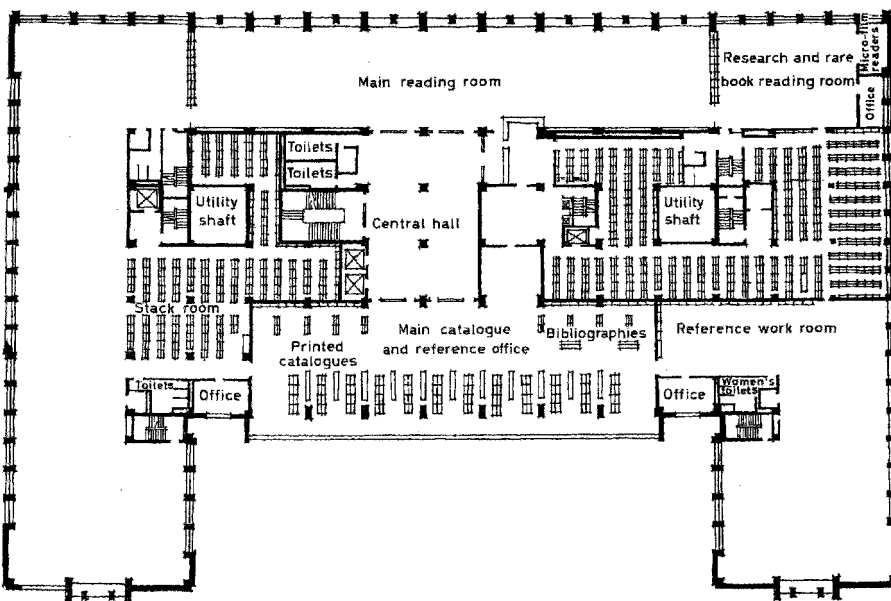 Main reading room
Research and rare
book reading room
Micro-film
readers
Office
Toilets
Toilets
Utility
shaft
Central hall
Utility
shaft
Stack room
Printed
catalogues
Main catalogue
and reference office
Bibliographies
Reference work room
Toilets
Office
Office
Women's
toilets